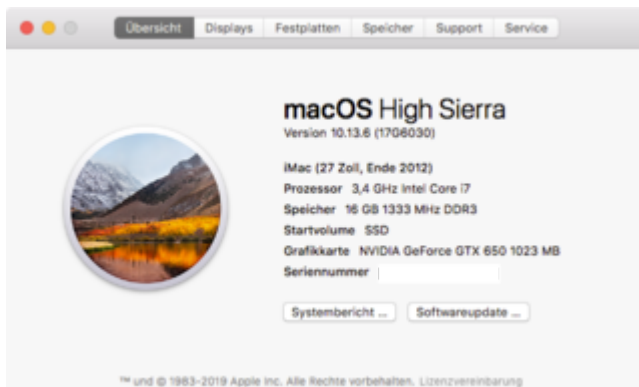 Übersicht Displays Festplatten Speicher Support Service
macOS High Sierra
Version 10.13.6 (17G6030)
iMac (27 Zoll, Ende 2012)
Prozessor 3,4 GHz Intel Core i7
Speicher 16 GB 1333 MHz DDR3
Startvolume SSD
Grafikkarte NVIDIA GeForce GTX 650 1023 MB
Seriennummer
Systembericht ... Softwareupdate ...
™ und © 1983-2019 Apple Inc. Alle Rechte vorbehalten. Lizenzvereinbarung